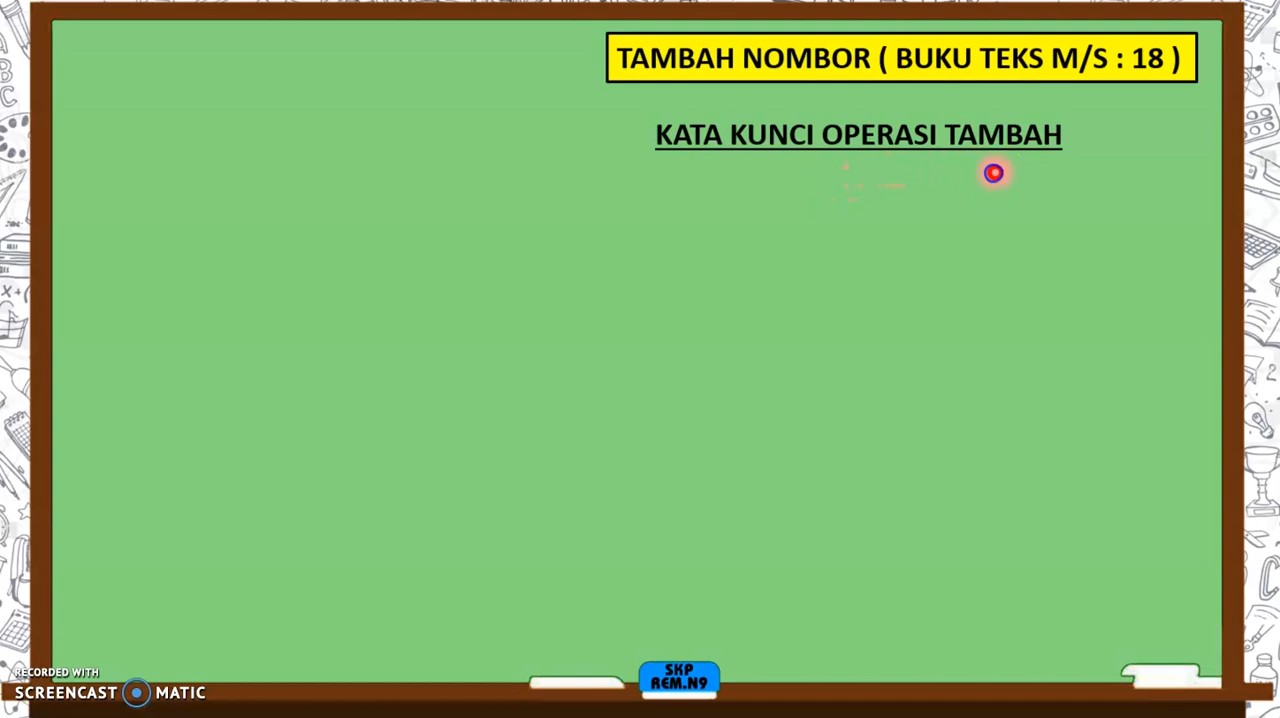 TAMBAH NOMBOR ( BUKU TEKS M/S : 18 )
KATA KUNCI OPERASI TAMBAH
SKP
REM.N9
RECORDED WITH
SCREENCAST MATIC